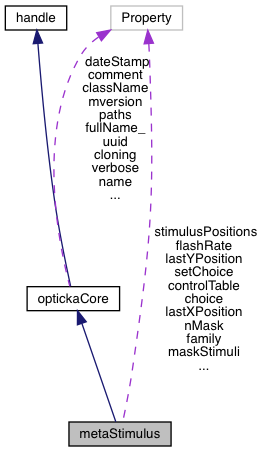 handle
Property
dateStamp
comment
className
mversion
paths
fullName_
uuid
cloning
verbose
name
...
stimulusPositions
flashRate
lastYPosition
setChoice
controlTable
choice
lastXPosition
nMask
family
maskStimuli
...
optickaCore
metaStimulus